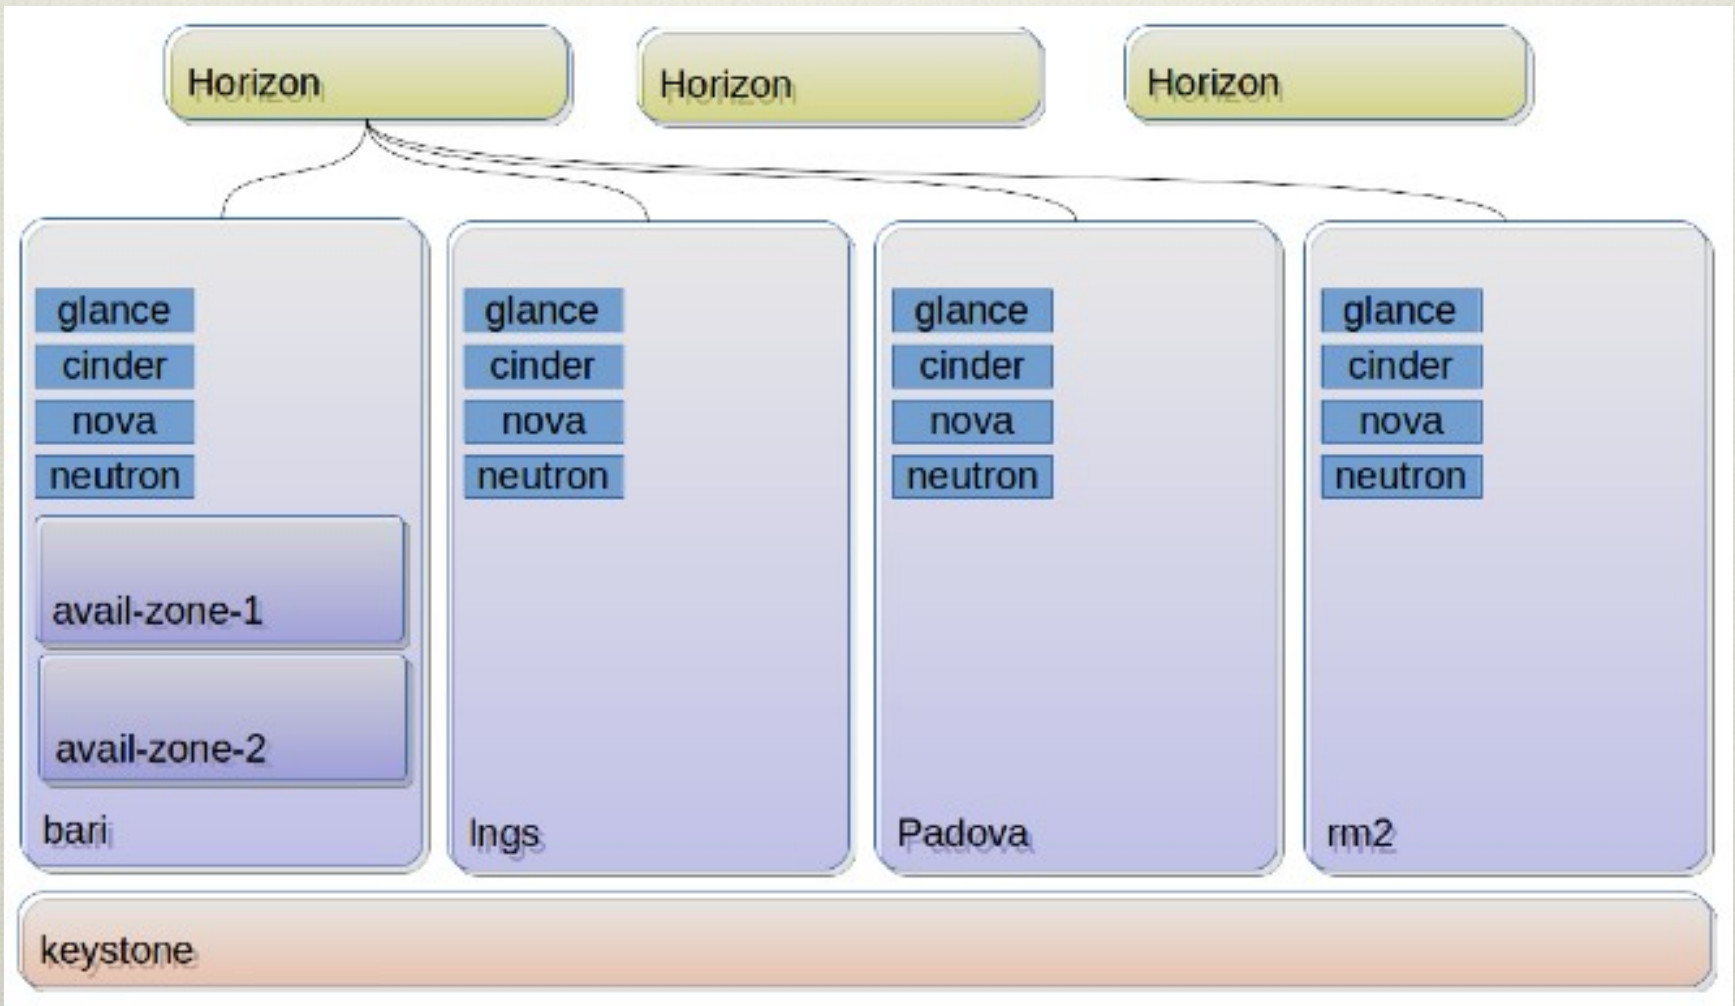 Horizon
Horizon
Horizon
glance
cinder
nova
neutron
avail-zone-1
avail-zone-2
bari
glance
cinder
nova
neutron
lngs
glance
cinder
nova
neutron
Padova
glance
cinder
nova
neutron
rm2
keystone